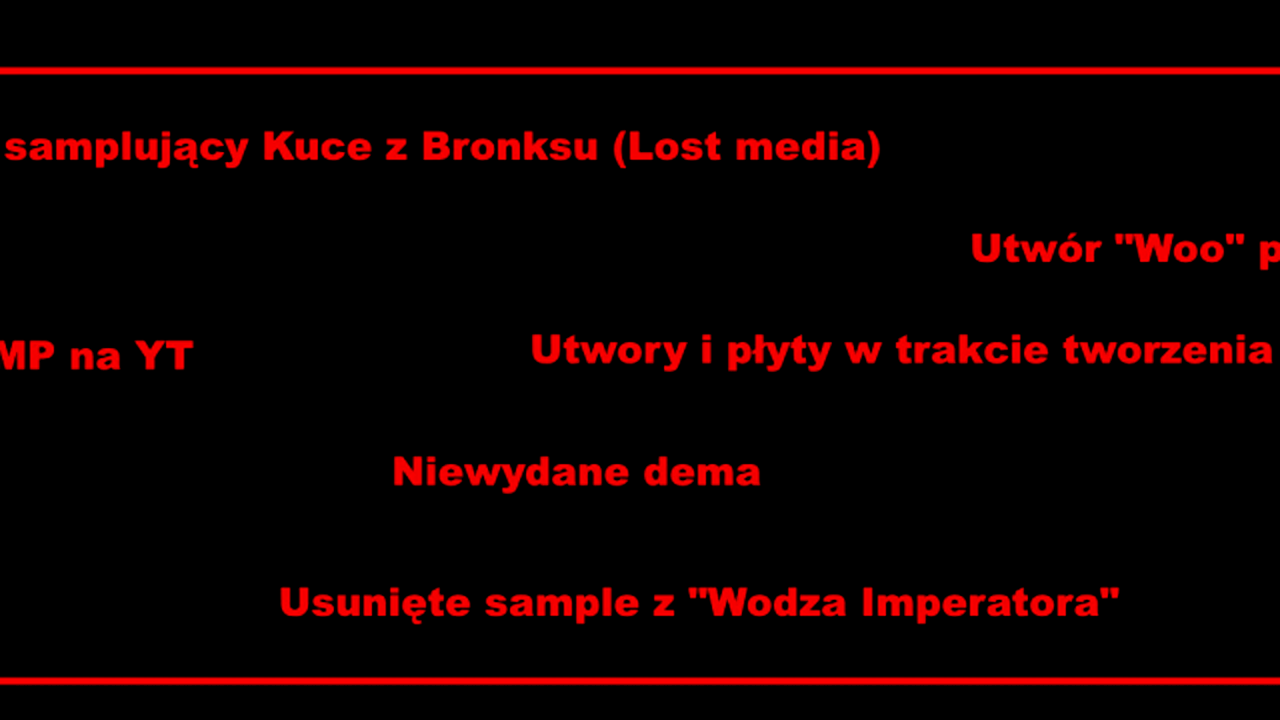 samplujący Kuce z Bronksu (Lost media)
Utwór "Woo" p
MP na YT
Utwory i płyty w trakcie tworzenia
Niewydane dema
Usunięte sample z "Wodza Imperatora"